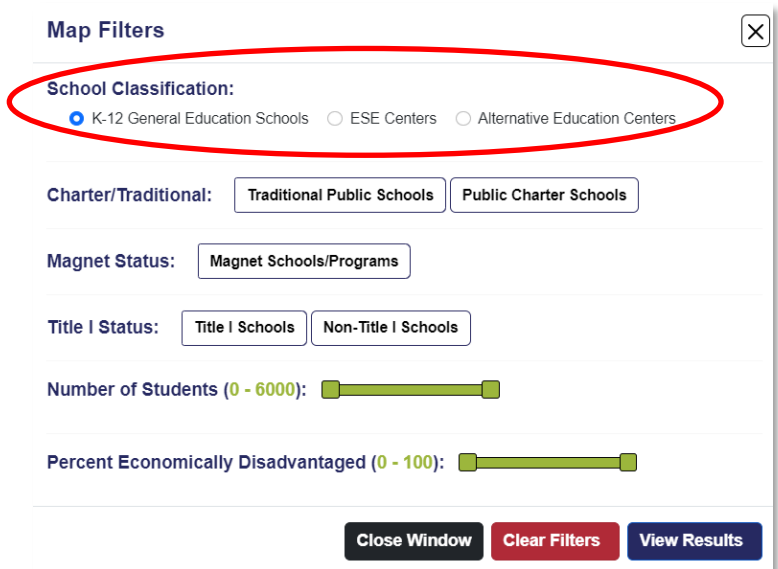 Map Filters
School Classification:
K-12 General Education Schools ESE Centers Alternative Education Centers
Charter/Traditional: Traditional Public Schools Public Charter Schools
Magnet Status: Magnet Schools/Programs
Title I Status: Title I Schools Non-Title I Schools
Number of Students (0 - 6000):
Percent Economically Disadvantaged (0 - 100):
Close Window Clear Filters View Results